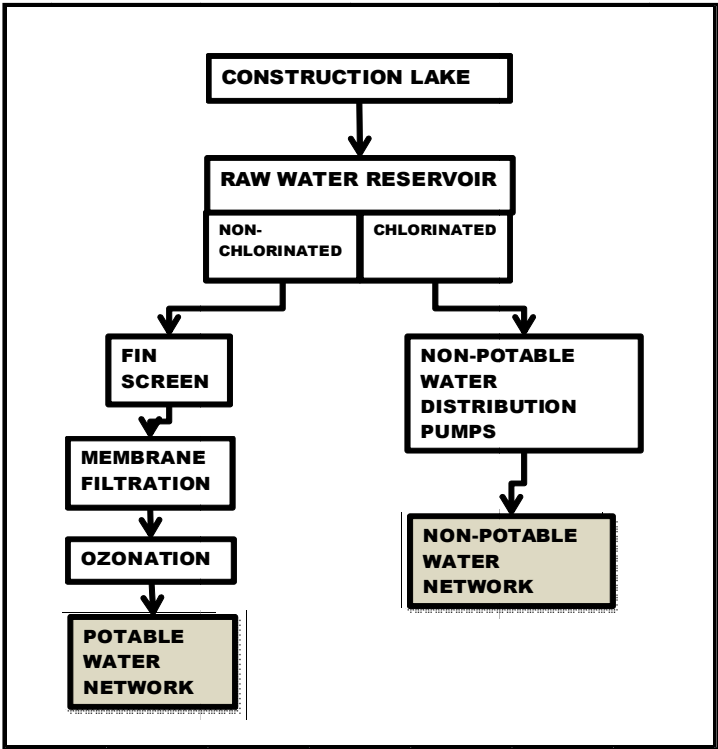 CONSTRUCTION LAKE
RAW WATER RESERVOIR
NON-
CHLORINATED
CHLORINATED
FIN
SCREEN
NON-POTABLE
WATER
DISTRIBUTION
PUMPS
MEMBRANE
FILTRATION
OZONATION
NON-POTABLE
WATER
NETWORK
POTABLE
WATER
NETWORK